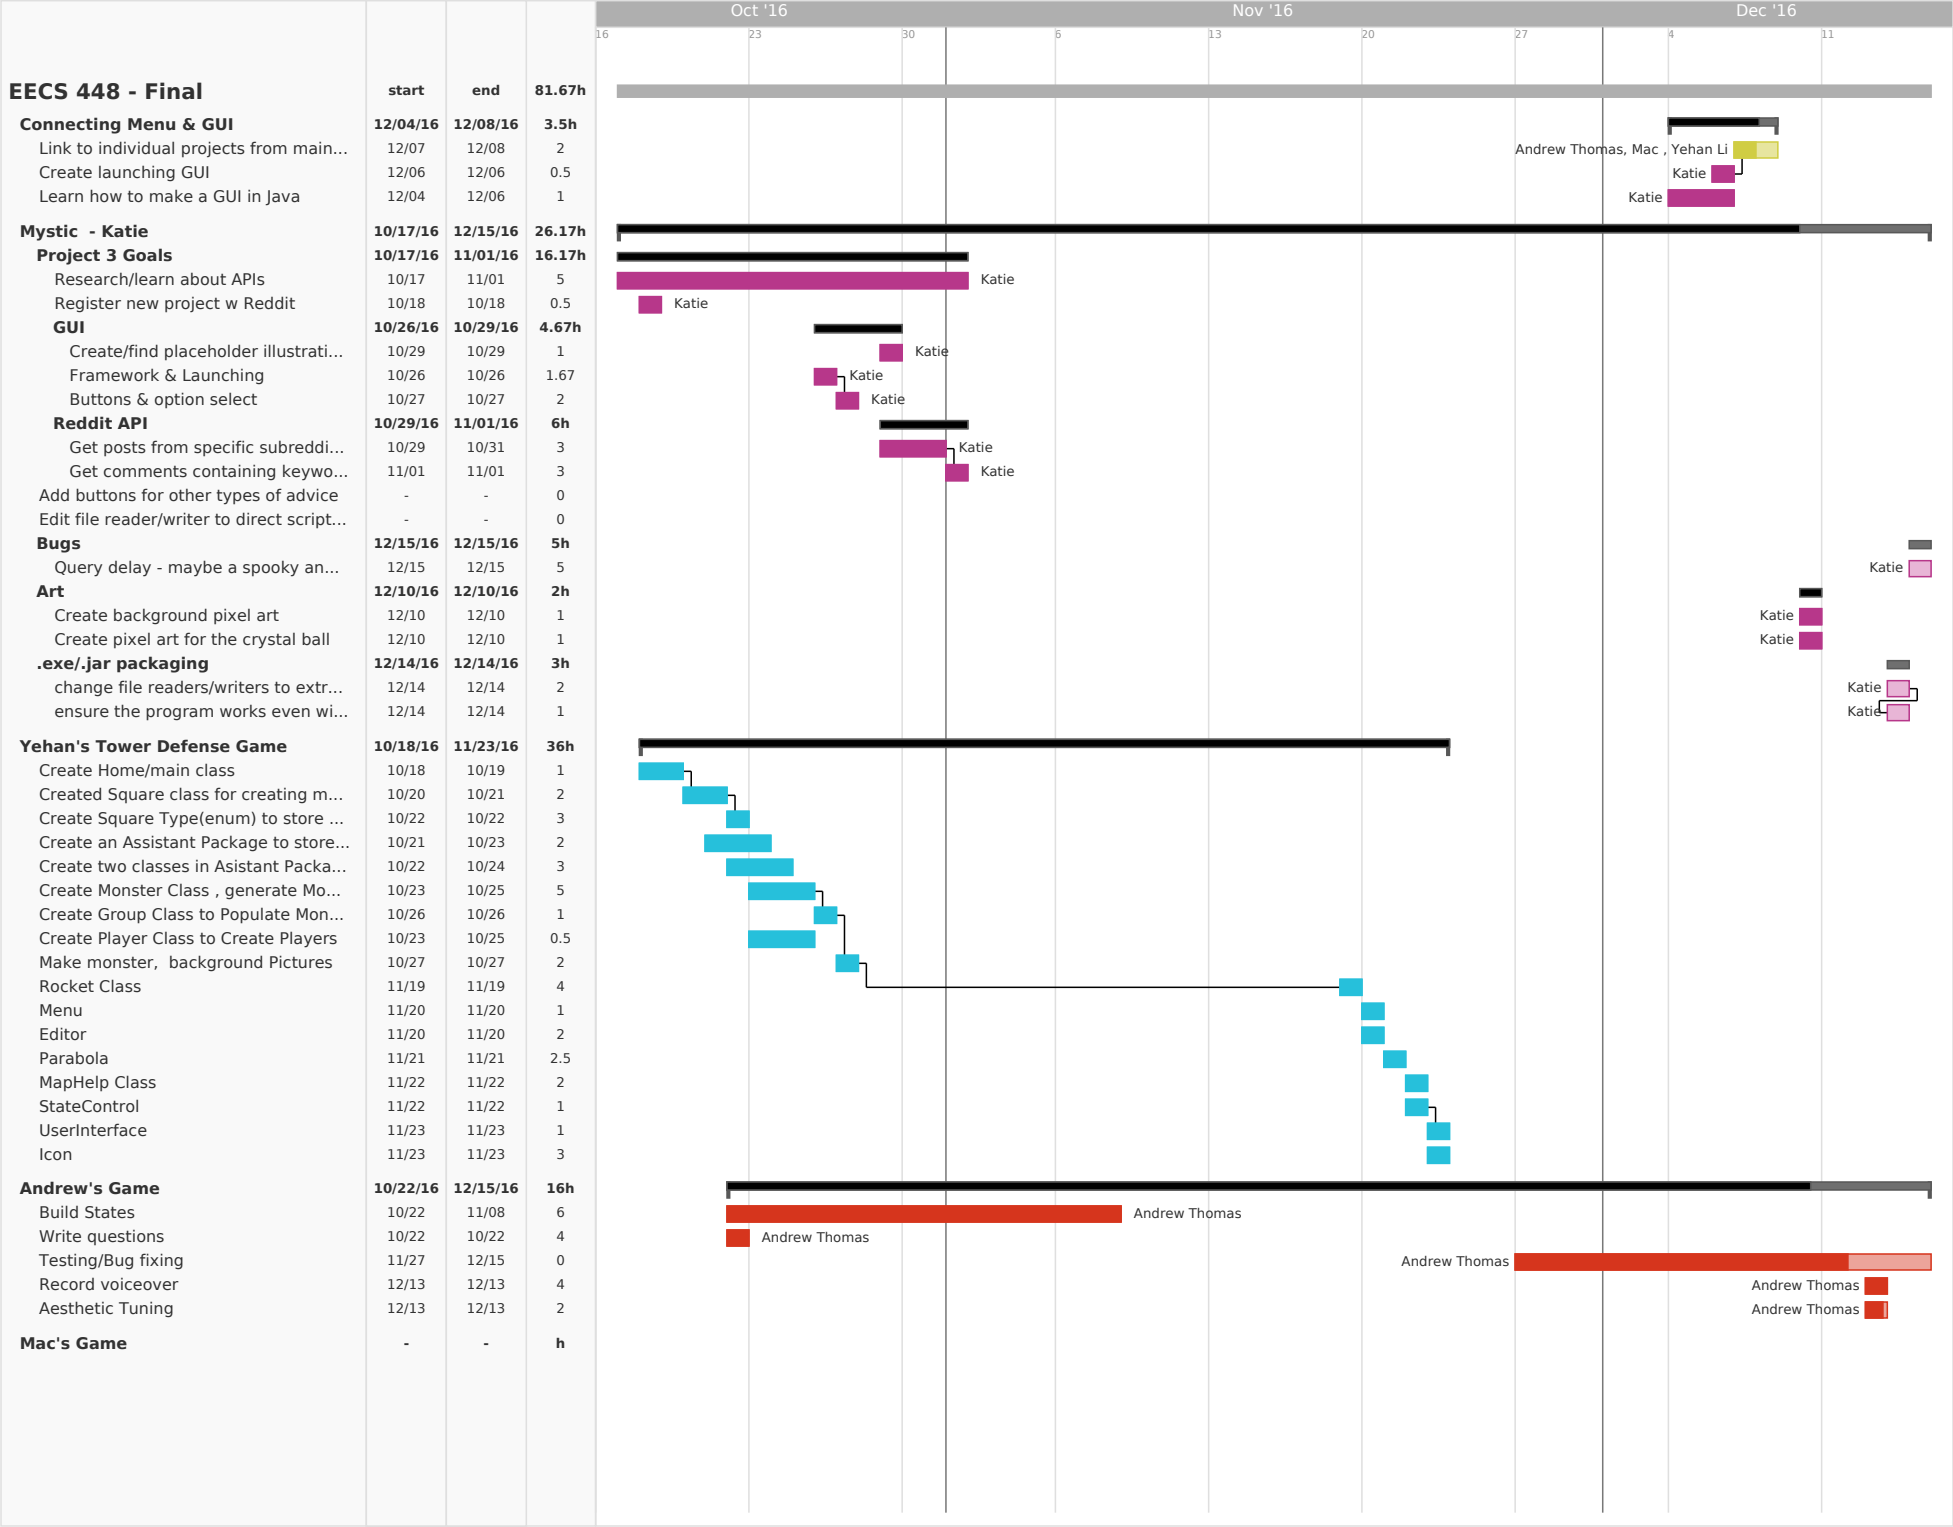 Oct '16 Nov '16 Dec '16
16 23 30 6 13 20 27 4 11
EECS 448 - Final start end 81.67h
Connecting Menu & GUI 12/04/16 12/08/16 3.5h
Link to individual projects from main... 12/07 12/08 2 Andrew Thomas, Mac , Yehan Li
Create launching GUI 12/06 12/06 0.5 Katie
Learn how to make a GUI in Java 12/04 12/06 1 Katie
Mystic  - Katie 10/17/16 12/15/16 26.17h
Project 3 Goals 10/17/16 11/01/16 16.17h
Research/learn about APIs 10/17 11/01 5 Katie
Register new project w Reddit 10/18 10/18 0.5 Katie
GUI 10/26/16 10/29/16 4.67h
Create/find placeholder illustrati... 10/29 10/29 1 Katie
Framework & Launching 10/26 10/26 1.67 Katie
Buttons & option select 10/27 10/27 2 Katie
Reddit API 10/29/16 11/01/16 6h
Get posts from specific subreddi... 10/29 10/31 3 Katie
Get comments containing keywo... 11/01 11/01 3 Katie
Add buttons for other types of advice - - 0
Edit file reader/writer to direct script... - - 0
Bugs 12/15/16 12/15/16 5h
Query delay - maybe a spooky an... 12/15 12/15 5 Katie
Art 12/10/16 12/10/16 2h
Create background pixel art 12/10 12/10 1 Katie
Create pixel art for the crystal ball 12/10 12/10 1 Katie
.exe/.jar packaging 12/14/16 12/14/16 3h
change file readers/writers to extr... 12/14 12/14 2 Katie
ensure the program works even wi... 12/14 12/14 1 Katie
Yehan's Tower Defense Game 10/18/16 11/23/16 36h
Create Home/main class 10/18 10/19 1
Created Square class for creating m... 10/20 10/21 2
Create Square Type(enum) to store ... 10/22 10/22 3
Create an Assistant Package to store... 10/21 10/23 2
Create two classes in Asistant Packa... 10/22 10/24 3
Create Monster Class , generate Mo... 10/23 10/25 5
Create Group Class to Populate Mon... 10/26 10/26 1
Create Player Class to Create Players 10/23 10/25 0.5
Make monster,  background Pictures 10/27 10/27 2
Rocket Class 11/19 11/19 4
Menu 11/20 11/20 1
Editor 11/20 11/20 2
Parabola 11/21 11/21 2.5
MapHelp Class 11/22 11/22 2
StateControl 11/22 11/22 1
UserInterface 11/23 11/23 1
Icon 11/23 11/23 3
Andrew's Game 10/22/16 12/15/16 16h
Build States 10/22 11/08 6 Andrew Thomas
Write questions 10/22 10/22 4 Andrew Thomas
Testing/Bug fixing 11/27 12/15 0 Andrew Thomas
Record voiceover 12/13 12/13 4 Andrew Thomas
Aesthetic Tuning 12/13 12/13 2 Andrew Thomas
Mac's Game - - h